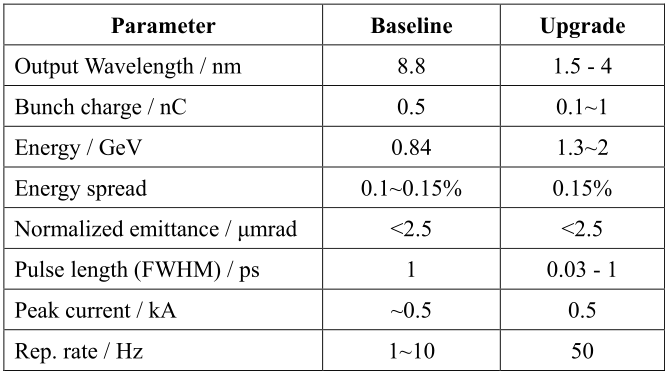 Parameter Baseline Upgrade
Output Wavelength / nm 8.8 1.5 - 4
Bunch charge / nC 0.5 0.1~1
Energy / GeV 0.84 1.3~2
Energy spread 0.1~0.15% 0.15%
Normalized emittance / μmrad <2.5 <2.5
Pulse length (FWHM) / ps 1 0.03 - 1
Peak current / kA ~0.5 0.5
Rep. rate / Hz 1~10 50